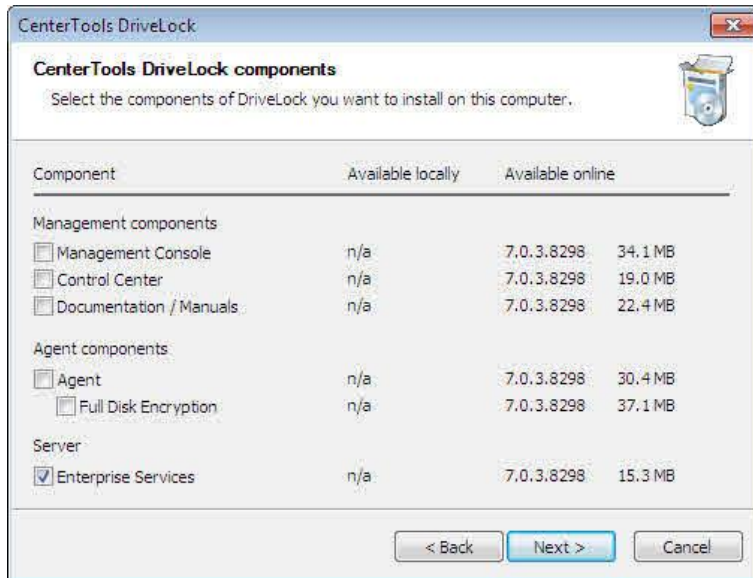 CenterTools DriveLock
CenterTools DriveLock components
Select the components of DriveLock you want to install on this computer.
Component Available locally Available online
Management components
Management Console n/a 7.0.3.8298 34.1 MB
Control Center n/a 7.0.3.8298 19.0 MB
Documentation / Manuals n/a 7.0.3.8298 22.4 MB
Agent components
Agent n/a 7.0.3.8298 30.4 MB
Full Disk Encryption n/a 7.0.3.8298 37.1 MB
Server
Enterprise Services n/a 7.0.3.8298 15.3 MB
< Back Next > Cancel